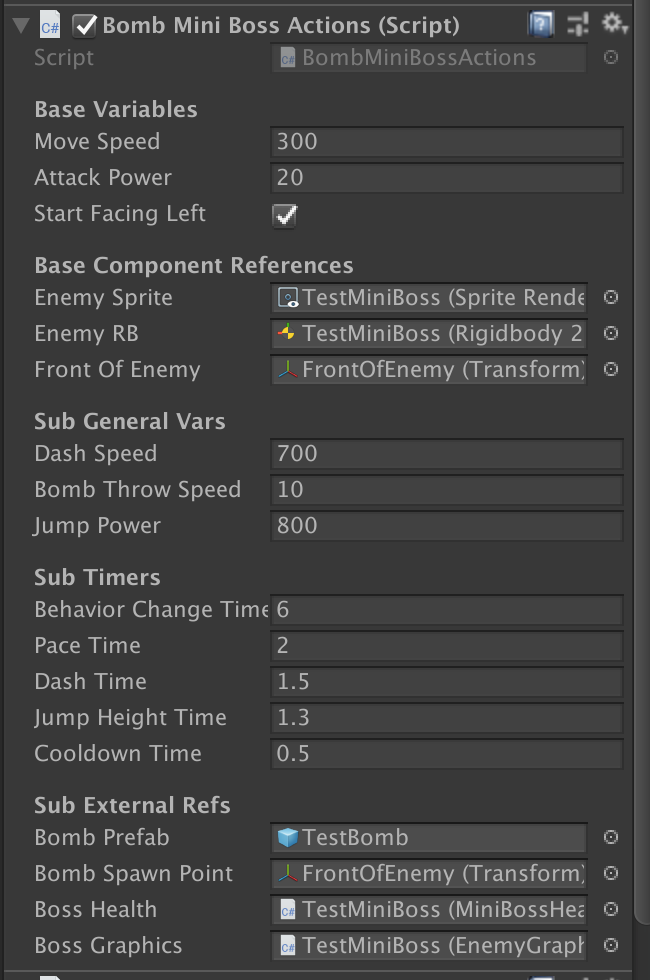 Bomb Mini Boss Actions (Script)
Script BombMiniBossActions
Base Variables
Move Speed 300
Attack Power 20
Start Facing Left
Base Component References
Enemy Sprite TestMiniBoss (Sprite Rende
Enemy RB TestMiniBoss (Rigidbody 2
Front Of Enemy FrontOfEnemy (Transform)
Sub General Vars
Dash Speed 700
Bomb Throw Speed 10
Jump Power 800
Sub Timers
Behavior Change Time 6
Pace Time 2
Dash Time 1.5
Jump Height Time 1.3
Cooldown Time 0.5
Sub External Refs
Bomb Prefab TestBomb
Bomb Spawn Point FrontOfEnemy (Transform)
Boss Health TestMiniBoss (MiniBossHea
Boss Graphics TestMiniBoss (EnemyGraph